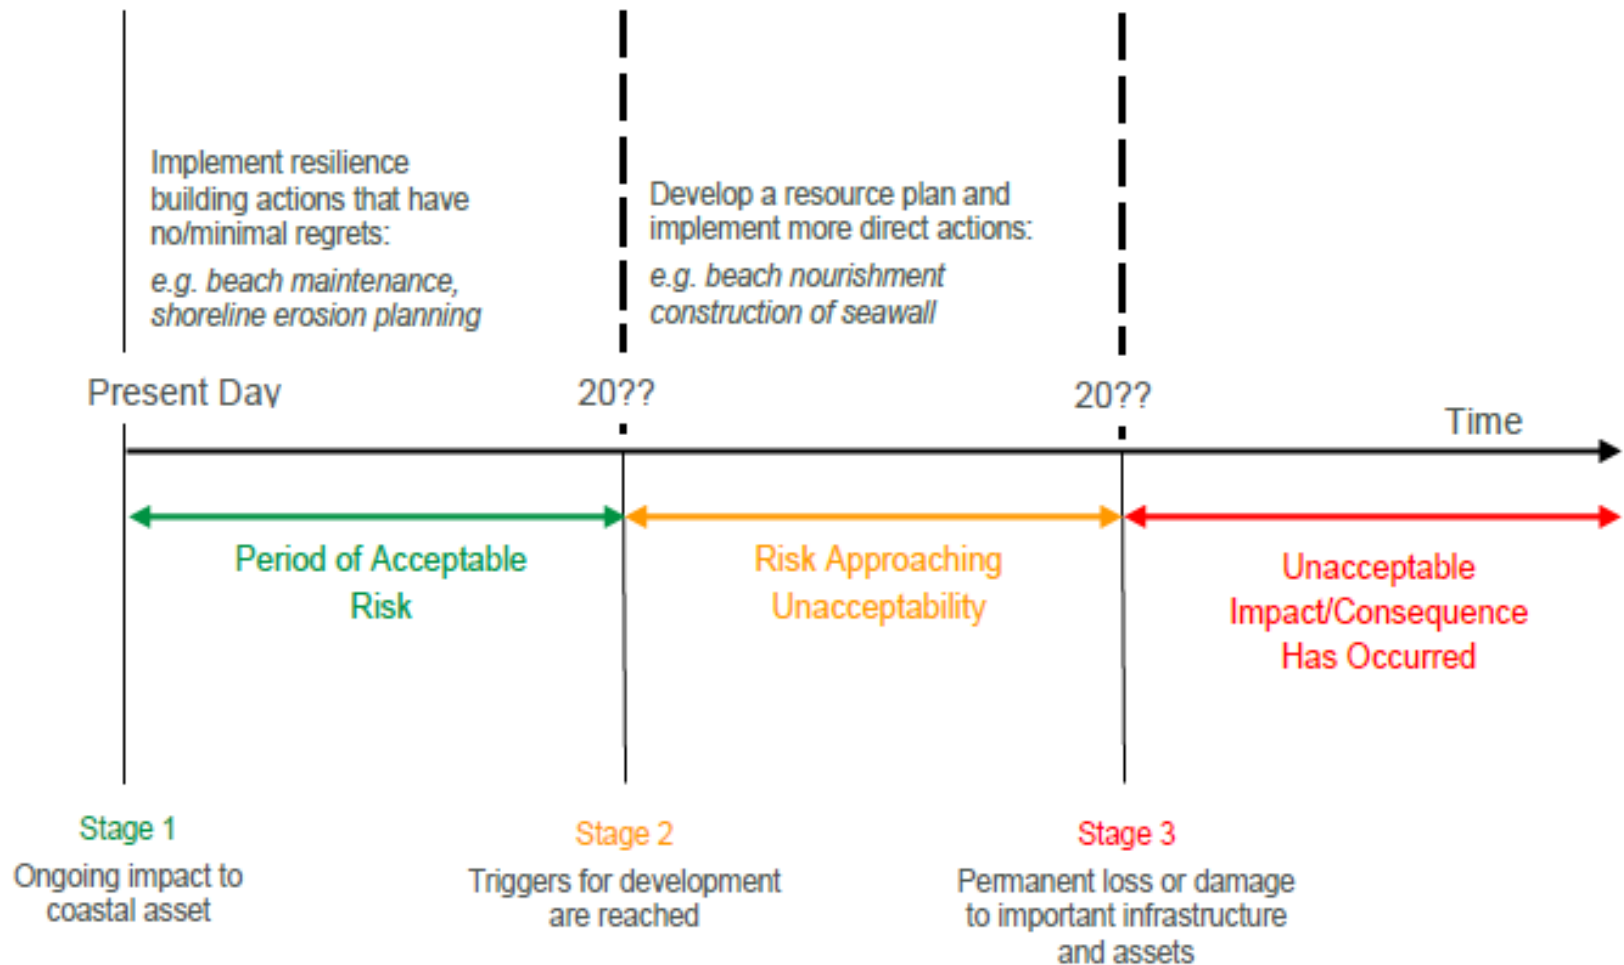 Implement resilience
building actions that have
no/minimal regrets:
e.g. beach maintenance,
shoreline erosion planning
Develop a resource plan and
implement more direct actions:
e.g. beach nourishment
construction of seawall
Present Day
20??
20??
Time
Period of Acceptable
Risk
Risk Approaching
Unacceptability
Unacceptable
Impact/Consequence
Has Occurred
Stage 1
Ongoing impact to
coastal asset
Stage 2
Triggers for development
are reached
Stage 3
Permanent loss or damage
to important infrastructure
and assets